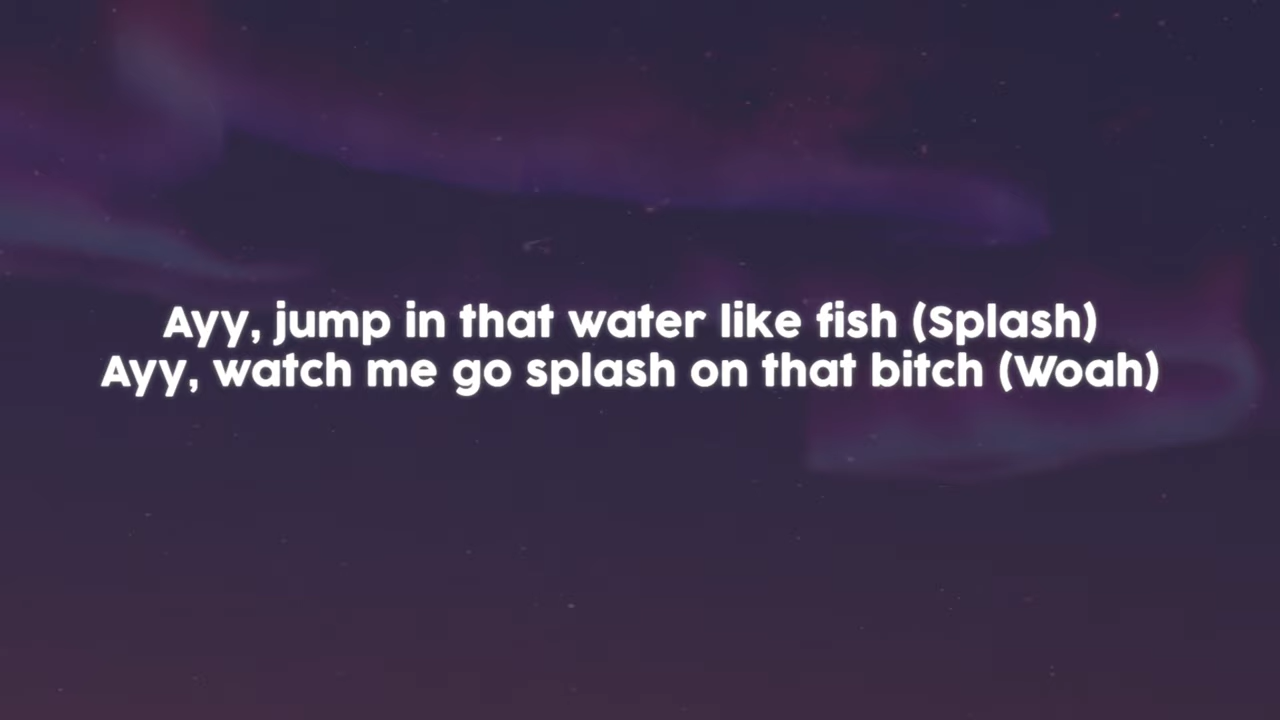 Ayy, jump in that water like fish (Splash)
Ayy, watch me go splash on that bitch (Woah)